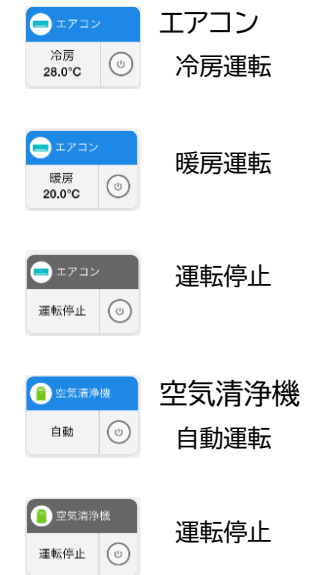 エアコン
エアコン
冷房
28.0°C
冷房運転
エアコン
暖房
20.0°C
暖房運転
エアコン
運転停止
運転停止
空気清浄機
空気清浄機
自動
自動運転
空気清浄機
運転停止
運転停止